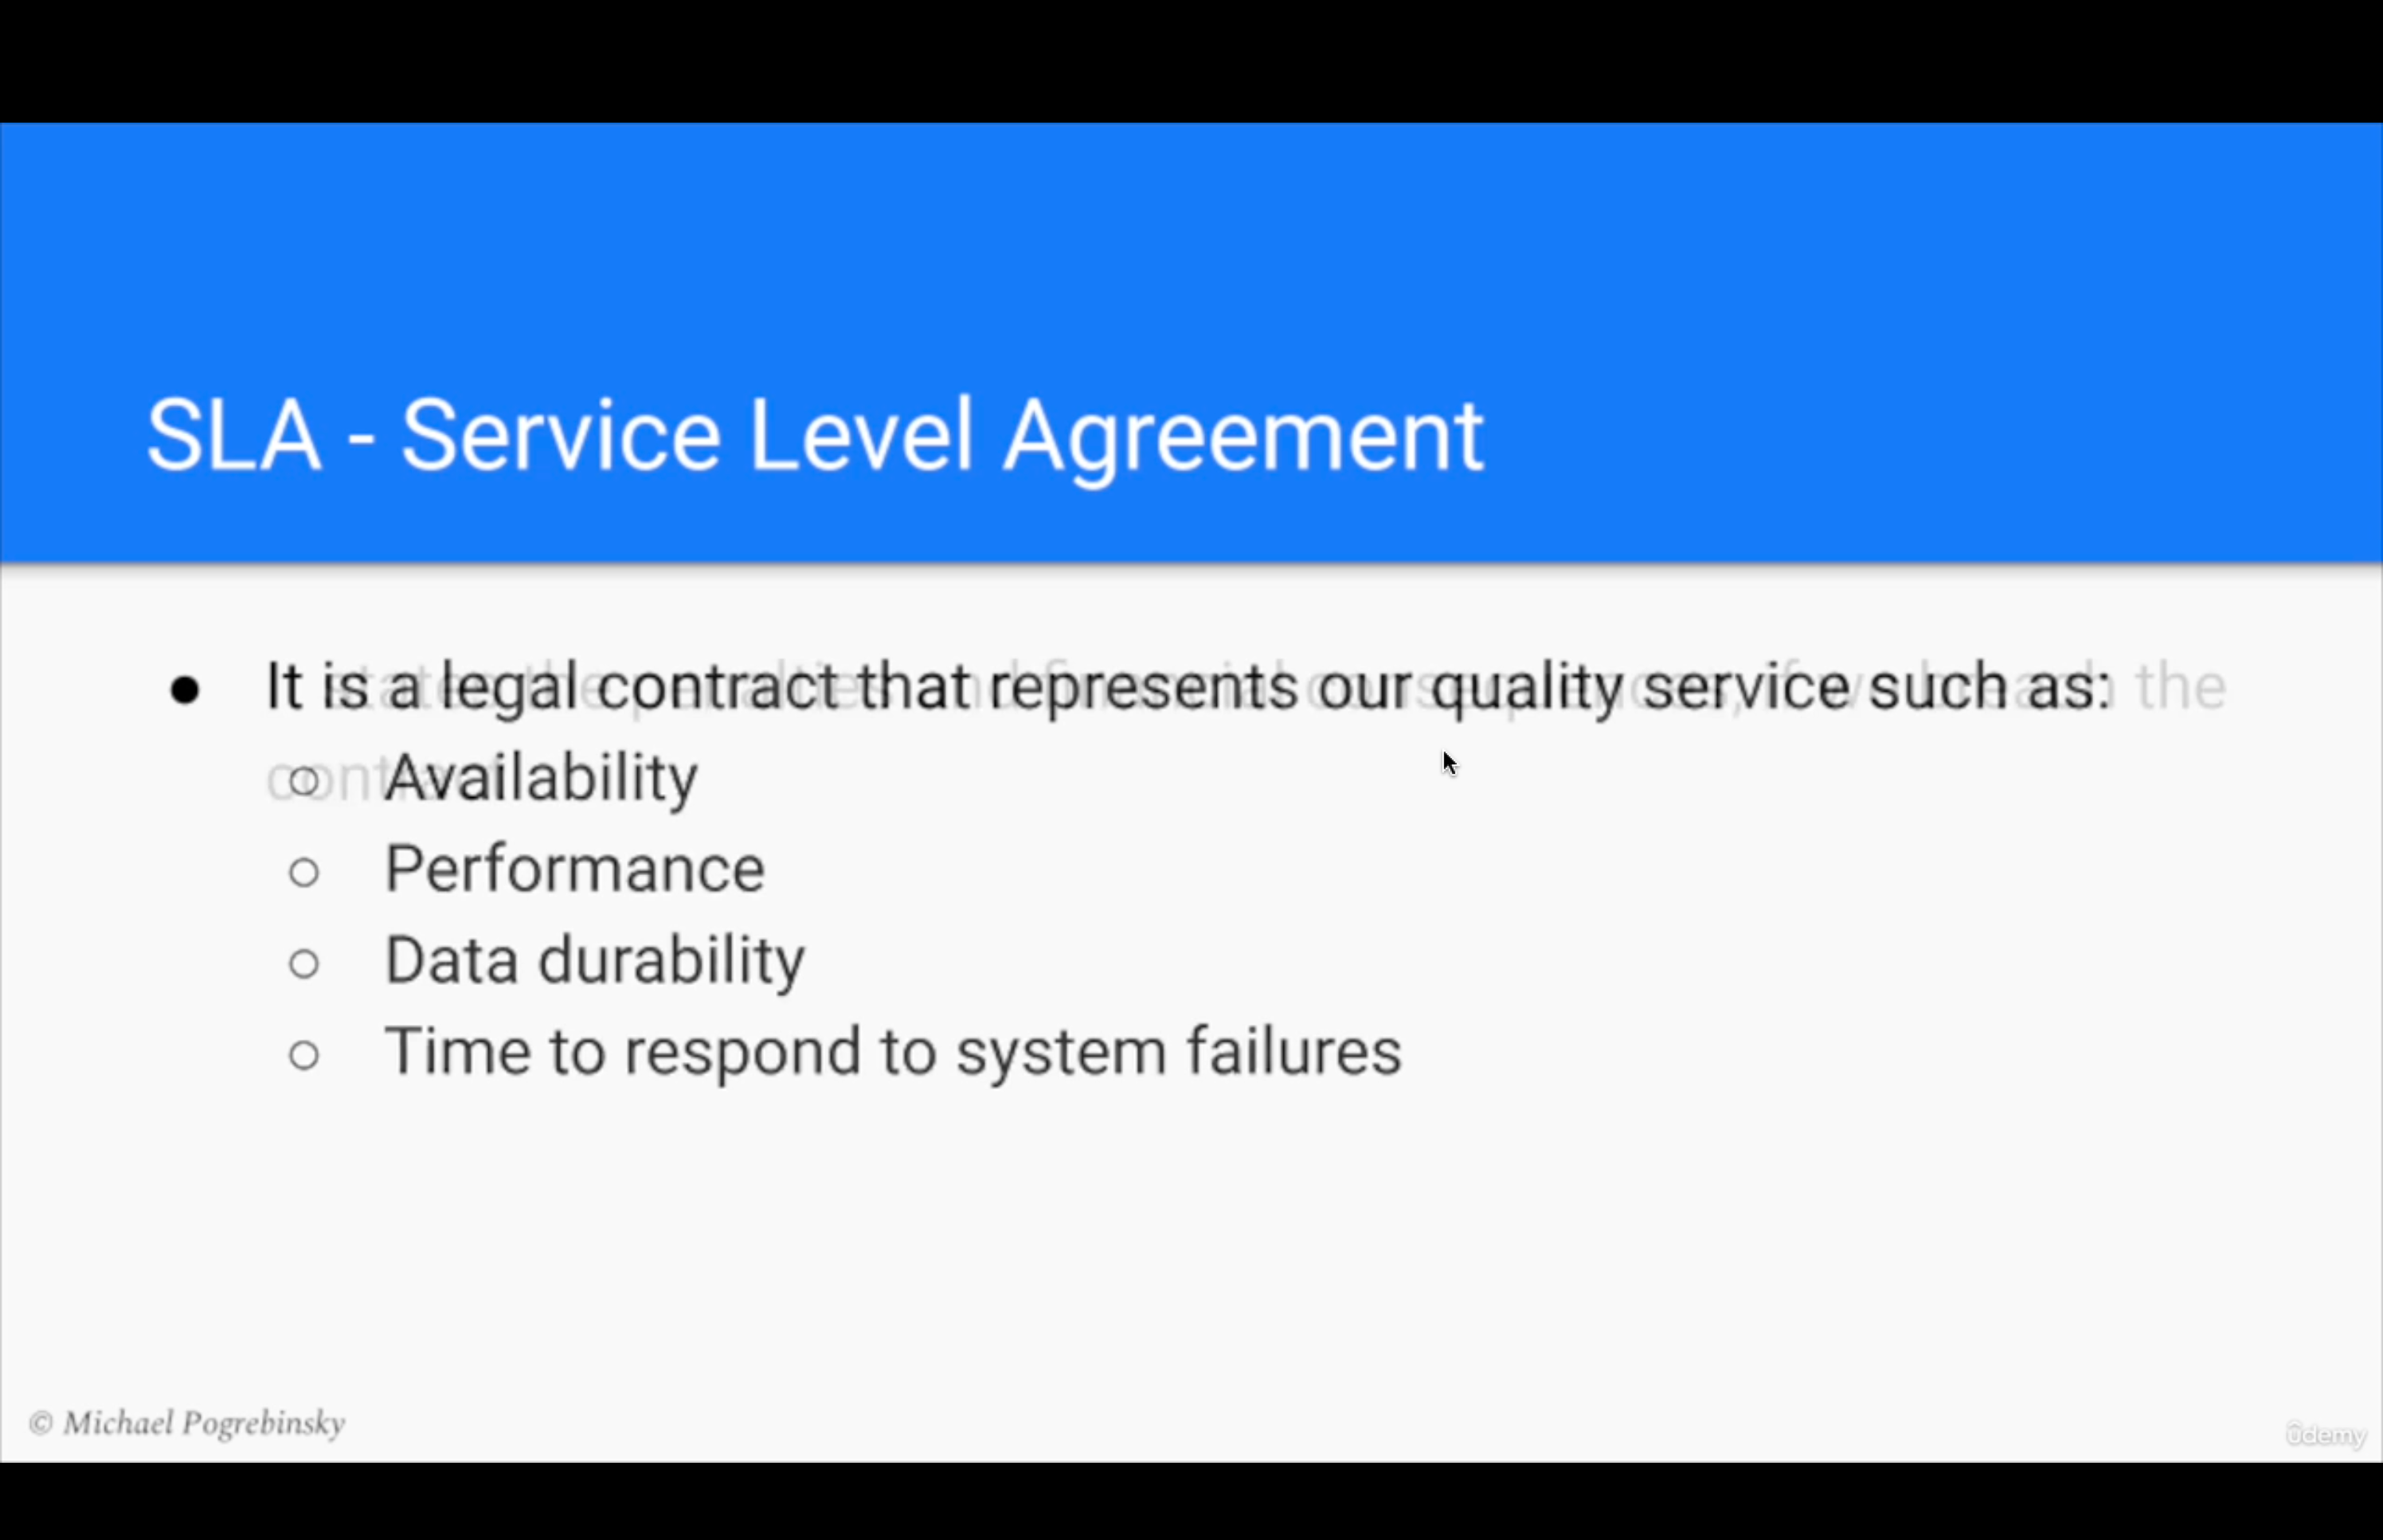 SLA - Service Level Agreement
● It is a legal contract that represents our quality service such as:
○ Availability
○ Performance
○ Data durability
○ Time to respond to system failures
© Michael Pogrebinsky
ûdemy